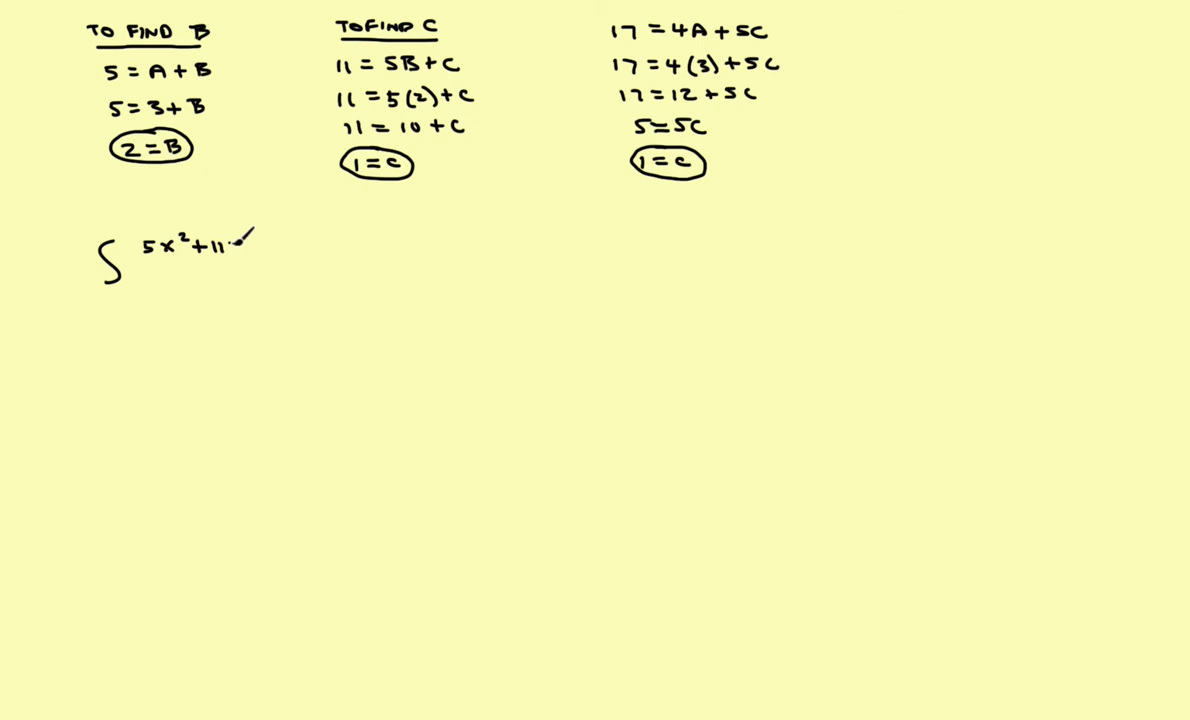 TO FIND B
5 = A + B
5 = 3 + B
2 = B
TO FIND C
11 = 5B + C
11 = 5(2) + C
11 = 10 + C
1 = C
17 = 4A + 5C
17 = 4(3) + 5C
17 = 12 + 5C
5 = 5C
1 = C
∫ 5x² + 11